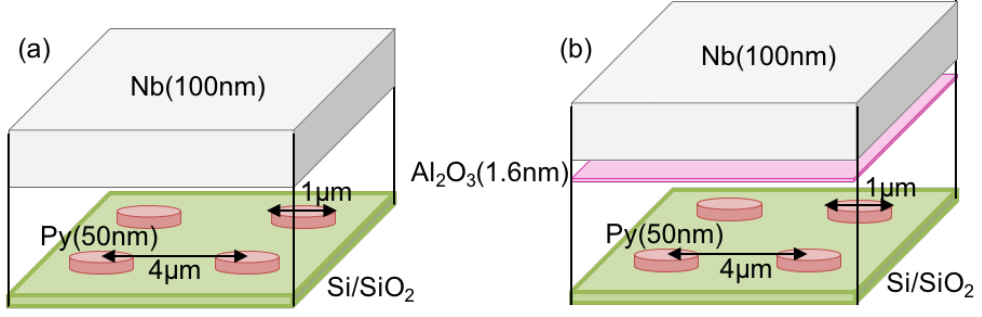 (a)
Nb(100nm)
1μm
Py(50nm)
4μm
Si/SiO₂
(b)
Nb(100nm)
Al₂O₃(1.6nm)
1μm
Py(50nm)
4μm
Si/SiO₂